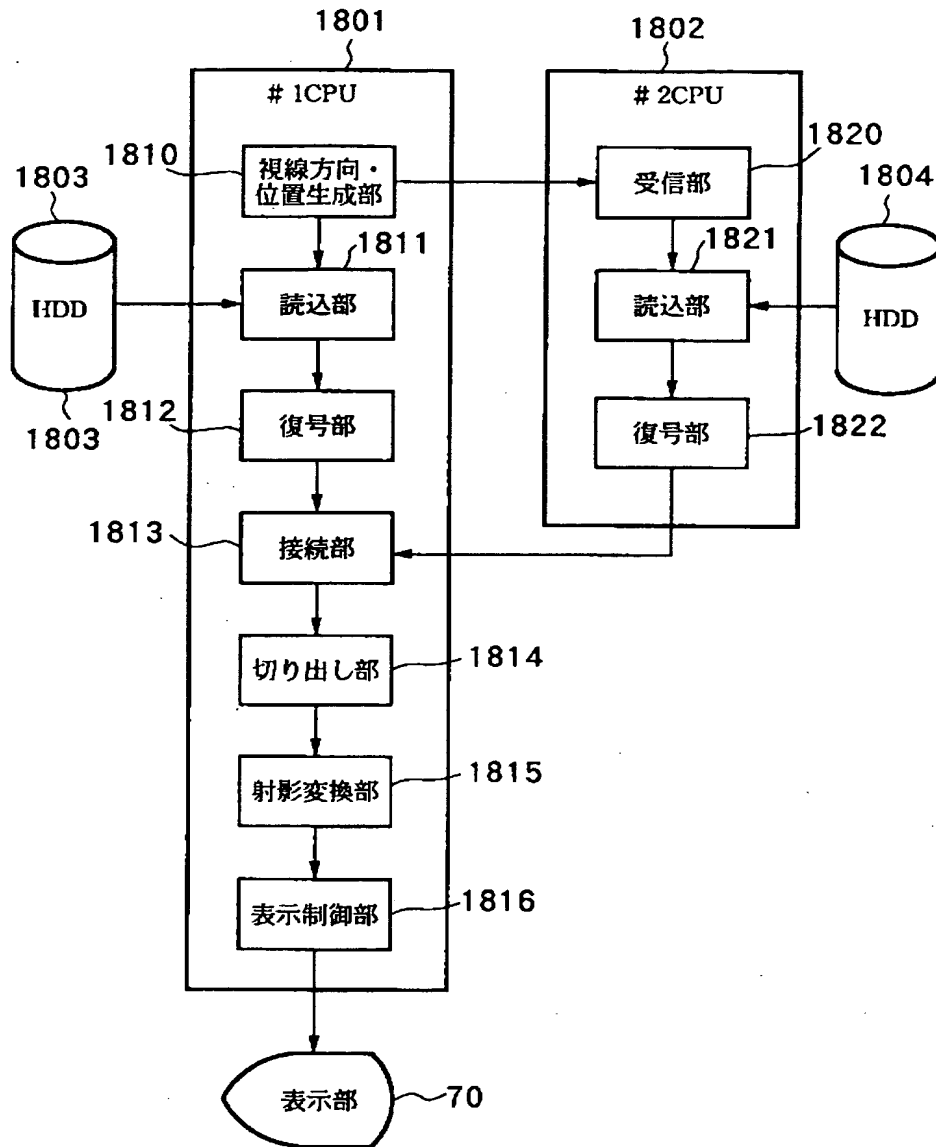 1801
1802
# 1CPU
# 2CPU
1810
視線方向・
位置生成部
1820
受信部
1803
1804
1811
1821
HDD
読込部
読込部
HDD
1803
1812
復号部
復号部
1822
1813
接続部
切り出し部
1814
射影変換部
1815
表示制御部
1816
表示部
70